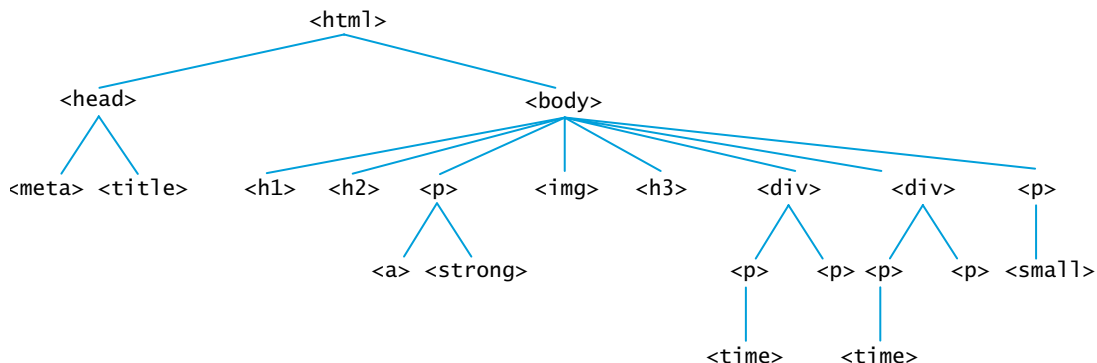 <html>
<head> <body>
<meta> <title> <h1> <h2> <p> <img> <h3> <div> <div> <p>
<a> <strong> <p> <p> <p> <p> <small>
<time> <time>